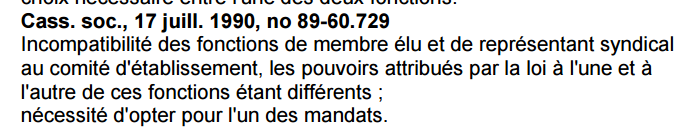 choix nécessaire entre l'une des deux fonctions.
Cass. soc., 17 juill. 1990, no 89-60.729
Incompatibilité des fonctions de membre élu et de représentant syndical
au comité d'établissement, les pouvoirs attribués par la loi à l'une et à
l'autre de ces fonctions étant différents ;
nécessité d'opter pour l'un des mandats.